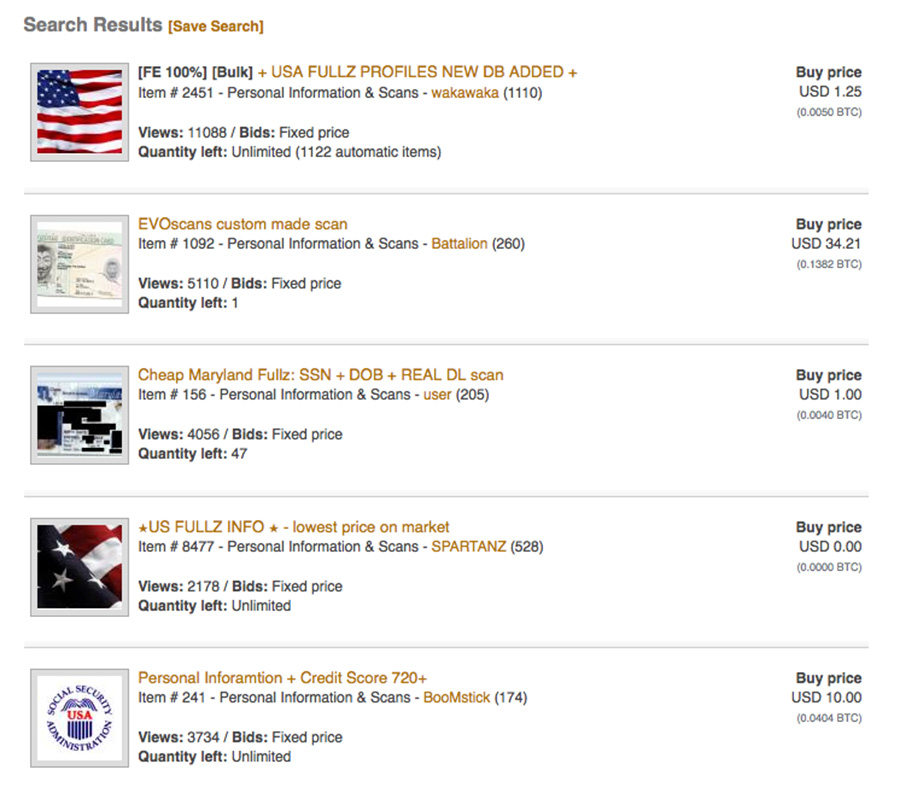 Search Results [Save Search]
[FE 100%] [Bulk] + USA FULLZ PROFILES NEW DB ADDED +
Item # 2451 - Personal Information & Scans - wakawaka (1110)
Views: 11088 / Bids: Fixed price
Quantity left: Unlimited (1122 automatic items)
Buy price
USD 1.25
(0.0050 BTC)
EVOscans custom made scan
Item # 1092 - Personal Information & Scans - Battalion (260)
Views: 5110 / Bids: Fixed price
Quantity left: 1
Buy price
USD 34.21
(0.1382 BTC)
Cheap Maryland Fullz: SSN + DOB + REAL DL scan
Item # 156 - Personal Information & Scans - user (205)
Views: 4056 / Bids: Fixed price
Quantity left: 47
Buy price
USD 1.00
(0.0040 BTC)
★US FULLZ INFO ★ - lowest price on market
Item # 8477 - Personal Information & Scans - SPARTANZ (528)
Views: 2178 / Bids: Fixed price
Quantity left: Unlimited
Buy price
USD 0.00
(0.0000 BTC)
SOCIAL SECURITY
USA
ADMINISTRATION
Personal Inforamtion + Credit Score 720+
Item # 241 - Personal Information & Scans - BooMstick (174)
Views: 3734 / Bids: Fixed price
Quantity left: Unlimited
Buy price
USD 10.00
(0.0404 BTC)